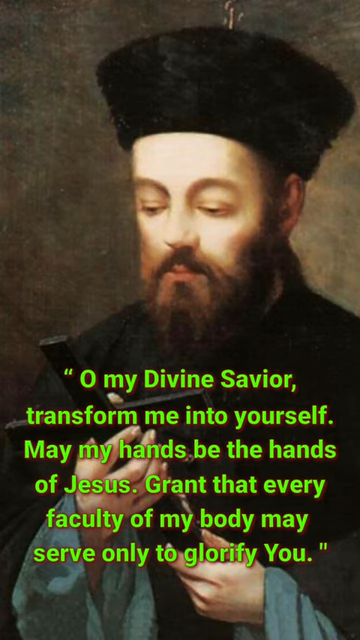 “ O my Divine Savior,
transform me into yourself.
May my hands be the hands
of Jesus. Grant that every
faculty of my body may
serve only to glorify You. "